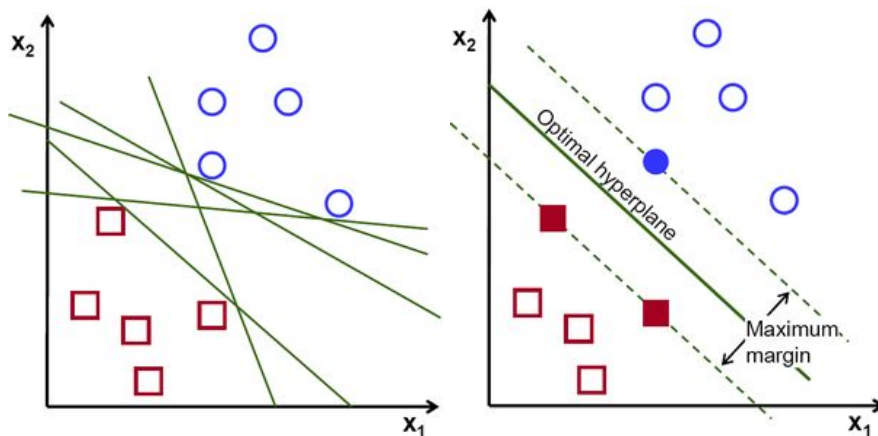 x₂
x₁
x₂
Optimal hyperplane
Maximum
margin
x₁